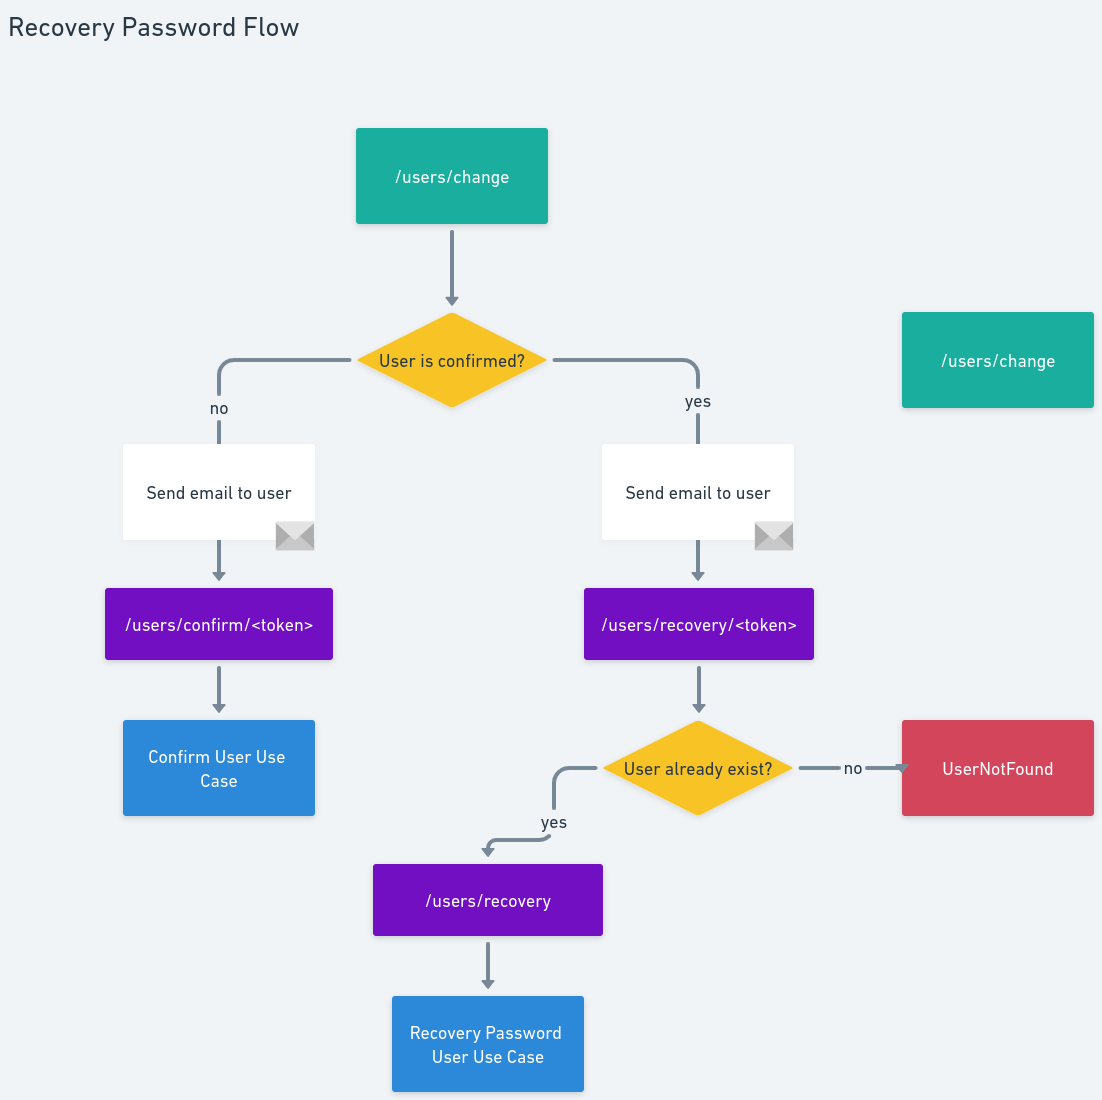 Recovery Password Flow
/users/change
User is confirmed?
/users/change
no
yes
Send email to user
Send email to user
/users/confirm/<token>
/users/recovery/<token>
Confirm User Use
Case
User already exist?
no
UserNotFound
yes
/users/recovery
Recovery Password
User Use Case